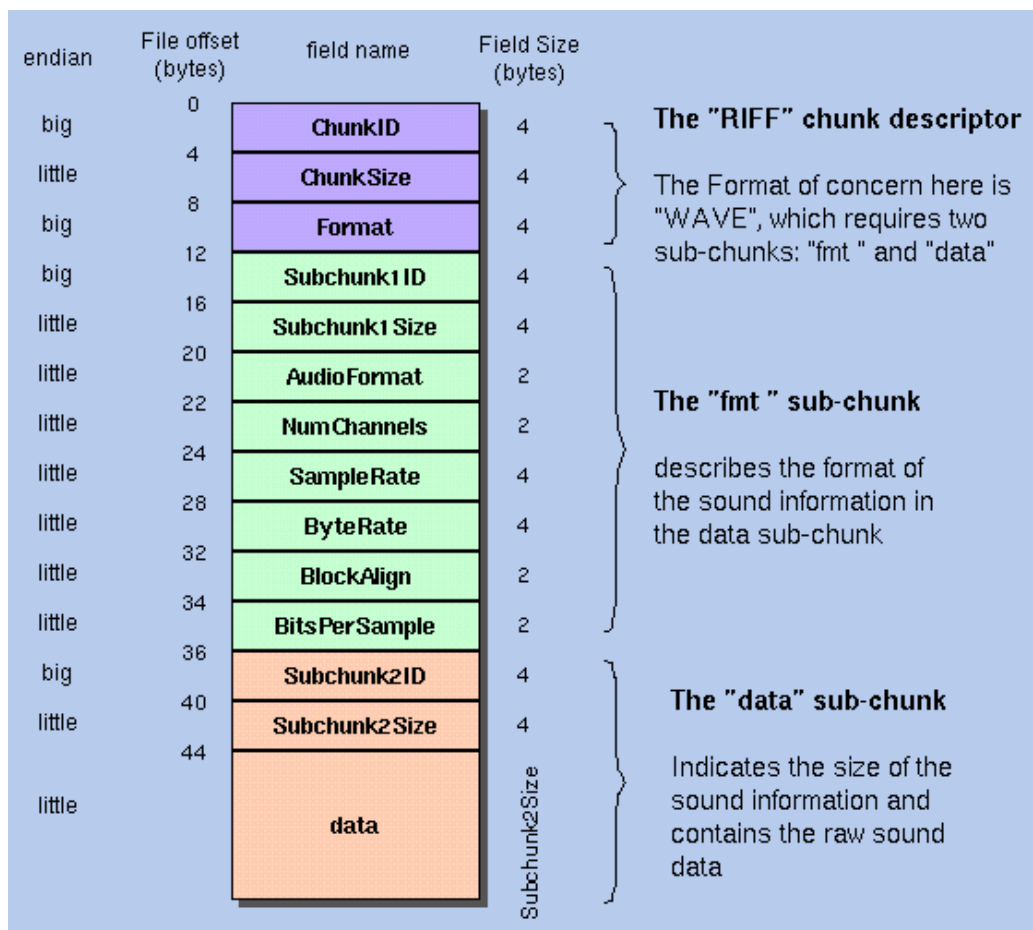 endian
File offset
(bytes)
field name
Field Size
(bytes)
0
big
ChunkID
4
4
little
ChunkSize
4
8
big
Format
4
12
The "RIFF" chunk descriptor
The Format of concern here is
"WAVE", which requires two
sub-chunks: "fmt " and "data"
big
Subchunk1ID
4
16
little
Subchunk1Size
4
20
little
AudioFormat
2
22
little
NumChannels
2
24
little
SampleRate
4
28
little
ByteRate
4
32
little
BlockAlign
2
34
little
BitsPerSample
2
36
The "fmt " sub-chunk
describes the format of
the sound information in
the data sub-chunk
big
Subchunk2ID
4
40
little
Subchunk2Size
4
44
little
data
Subchunk2Size
The "data" sub-chunk
Indicates the size of the
sound information and
contains the raw sound
data